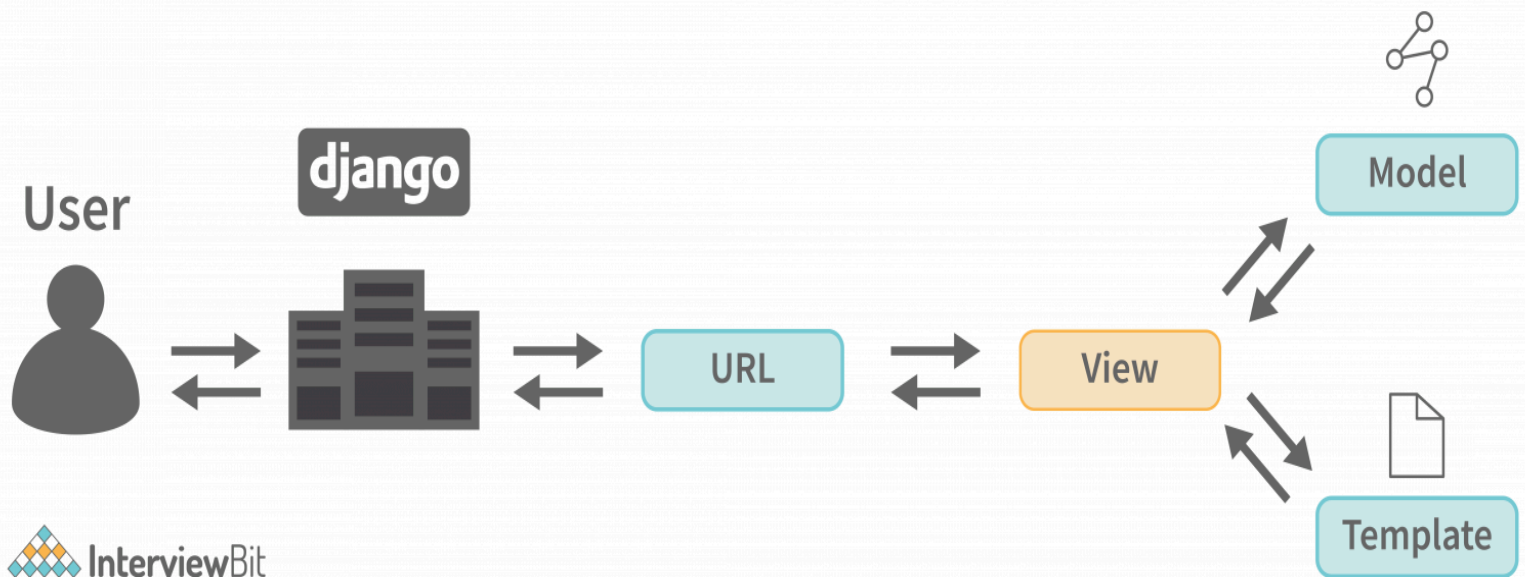 django
User
Model
URL
View
Template
InterviewBit